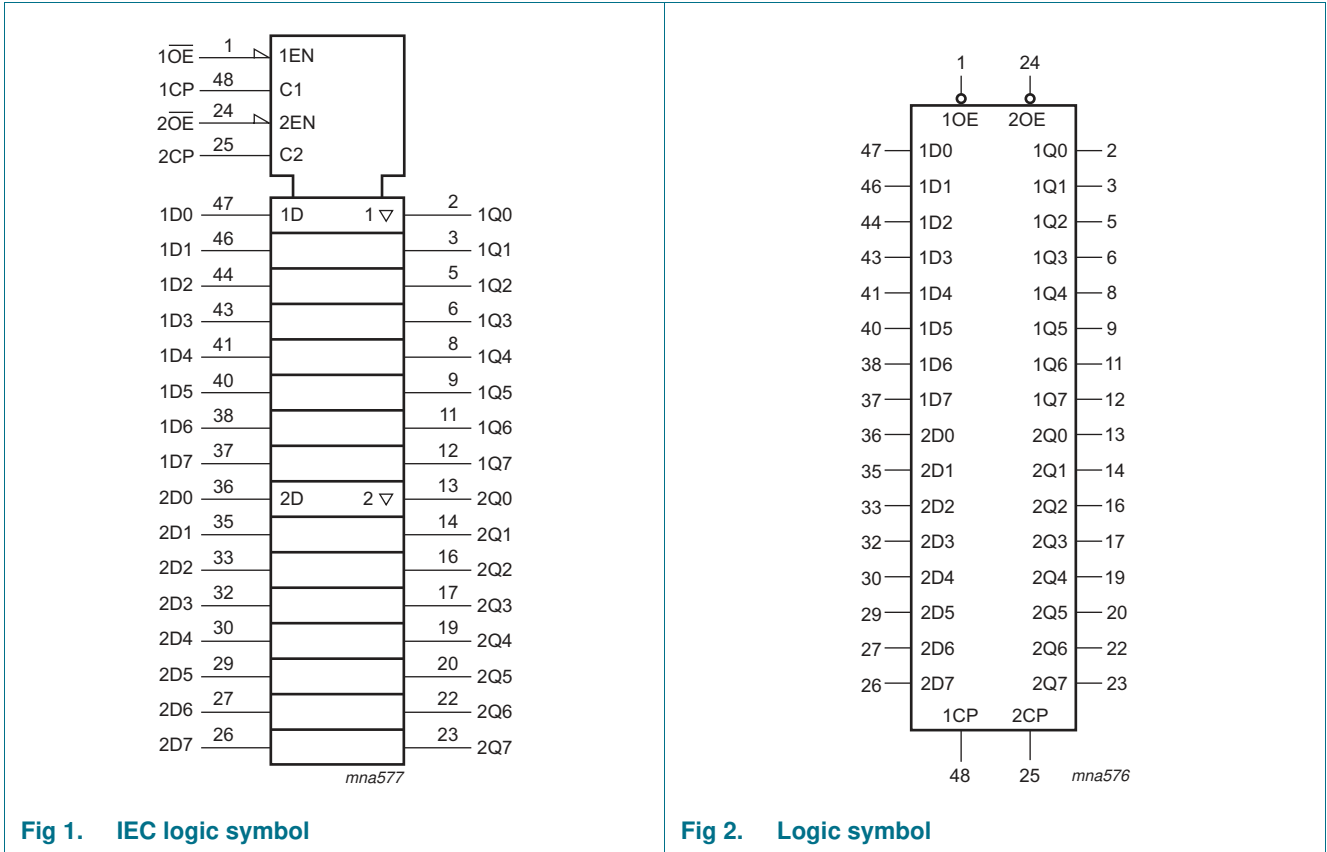 1O̅E̅ 1 1EN
1CP 48 C1
2O̅E̅ 24 2EN
2CP 25 C2
1D0 47 1D 1 ▽ 2 1Q0
1D1 46 3 1Q1
1D2 44 5 1Q2
1D3 43 6 1Q3
1D4 41 8 1Q4
1D5 40 9 1Q5
1D6 38 11 1Q6
1D7 37 12 1Q7
2D0 36 2D 2 ▽ 13 2Q0
2D1 35 14 2Q1
2D2 33 16 2Q2
2D3 32 17 2Q3
2D4 30 19 2Q4
2D5 29 20 2Q5
2D6 27 22 2Q6
2D7 26 23 2Q7
mna577
Fig 1. IEC logic symbol
1 24
1OE 2OE
47 1D0 1Q0 2
46 1D1 1Q1 3
44 1D2 1Q2 5
43 1D3 1Q3 6
41 1D4 1Q4 8
40 1D5 1Q5 9
38 1D6 1Q6 11
37 1D7 1Q7 12
36 2D0 2Q0 13
35 2D1 2Q1 14
33 2D2 2Q2 16
32 2D3 2Q3 17
30 2D4 2Q4 19
29 2D5 2Q5 20
27 2D6 2Q6 22
26 2D7 2Q7 23
1CP 2CP
48 25 mna576
Fig 2. Logic symbol